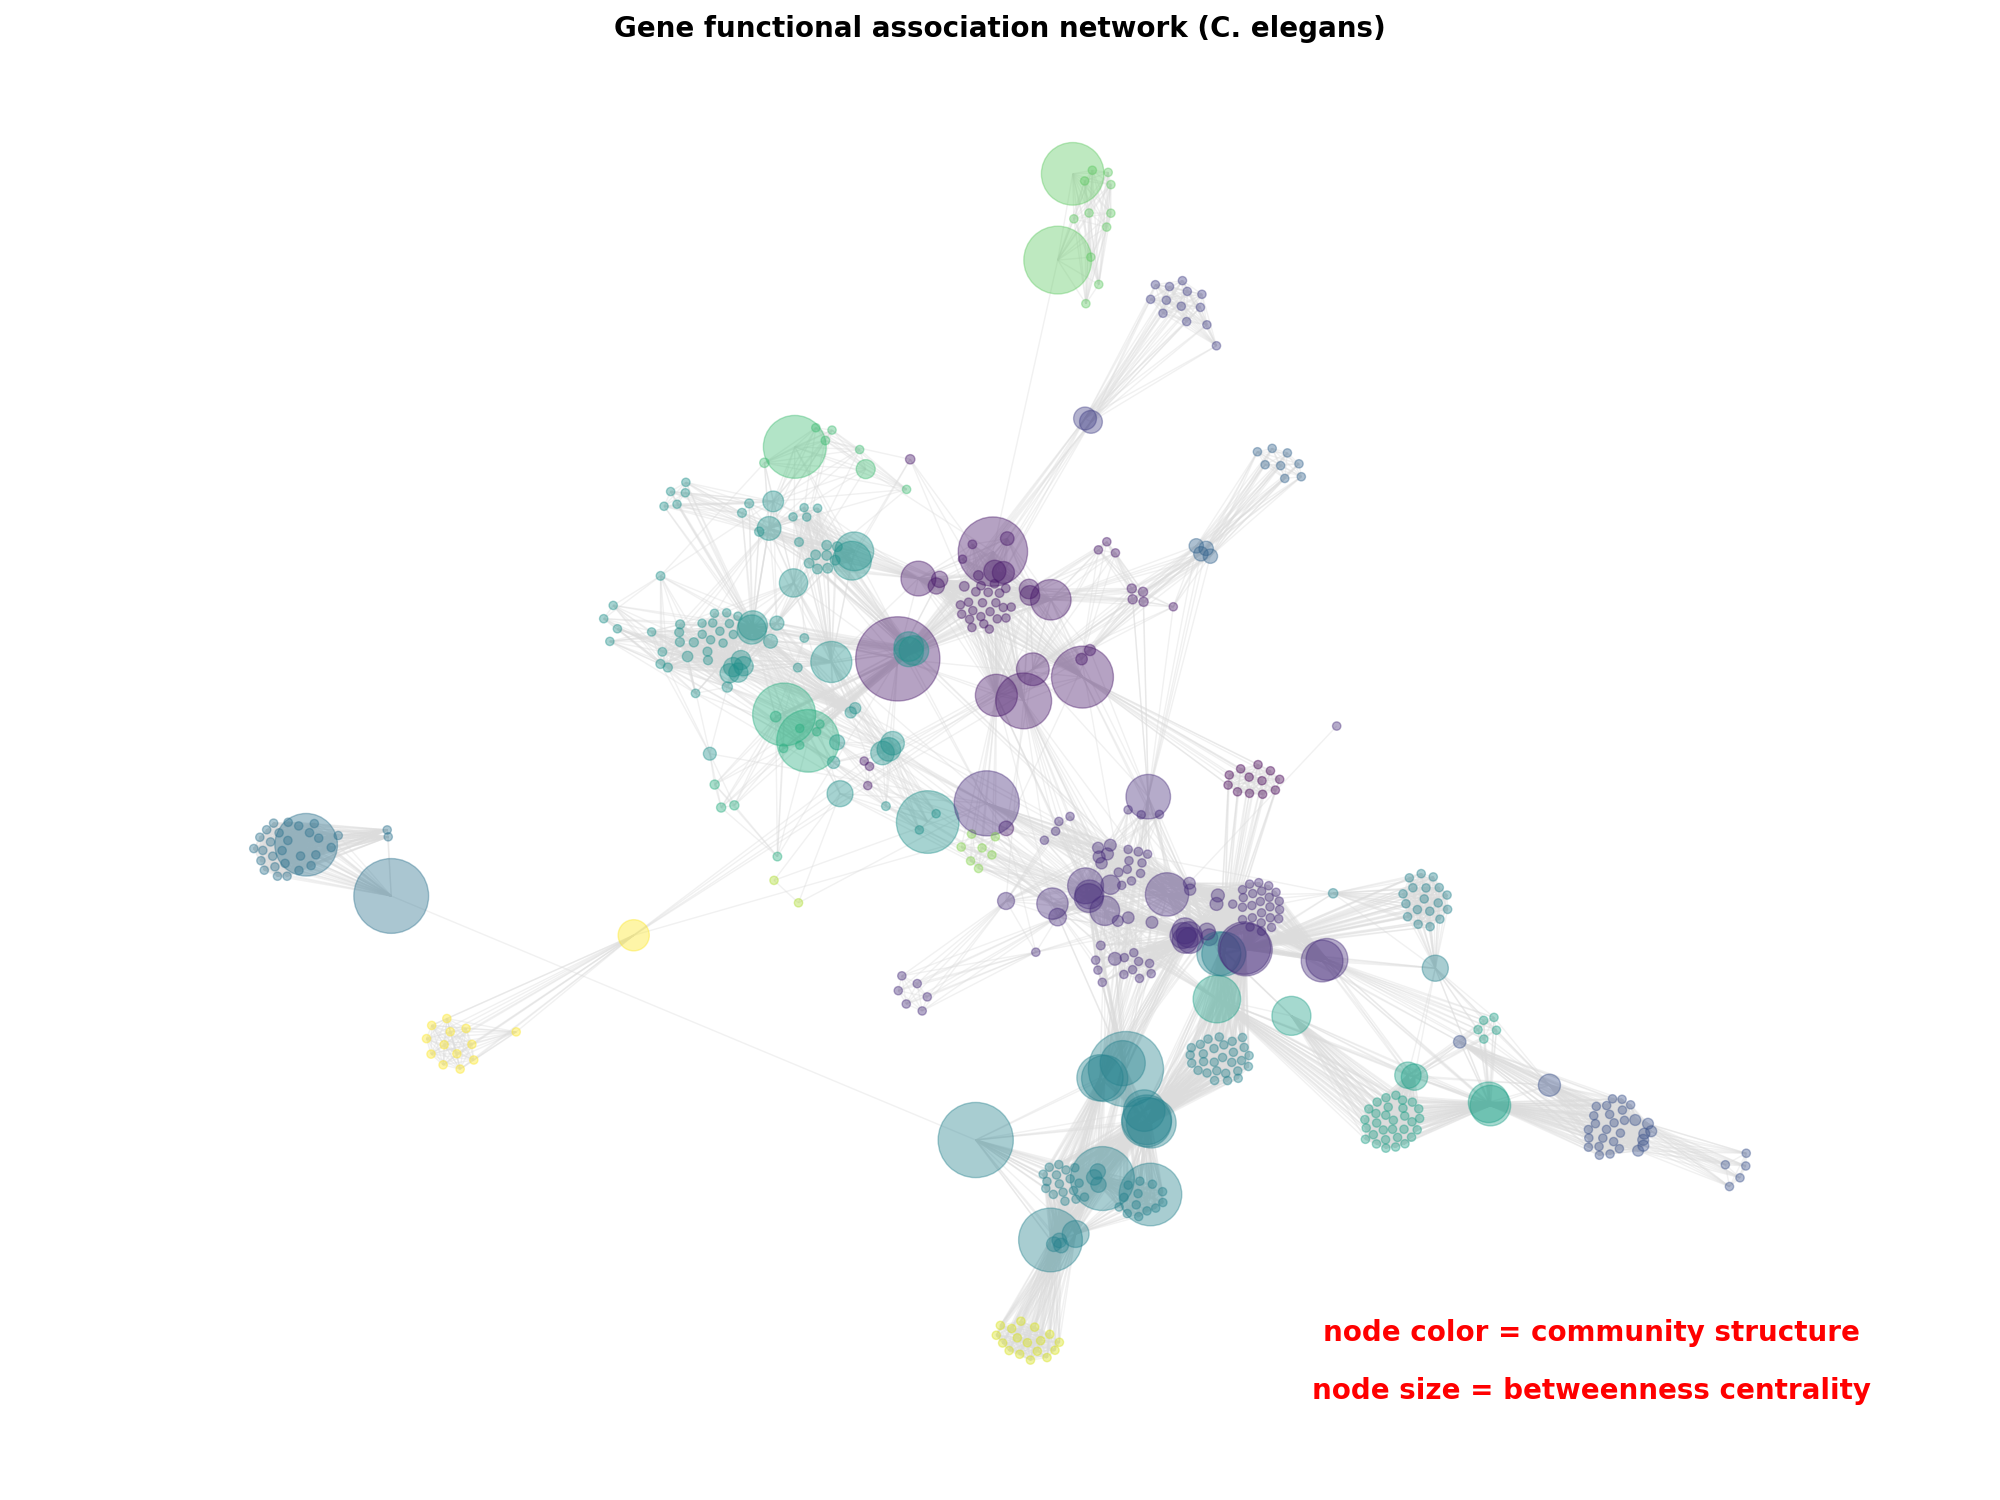 Gene functional association network (C. elegans)
node color = community structure
node size = betweenness centrality